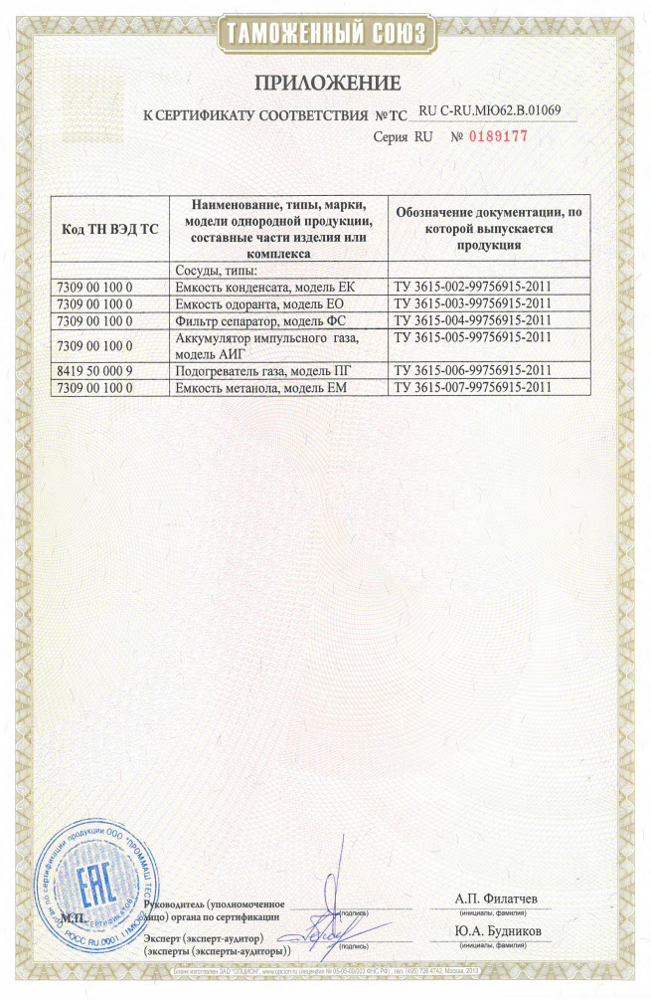 ТАМОЖЕННЫЙ СОЮЗ
ПРИЛОЖЕНИЕ
К СЕРТИФИКАТУ СООТВЕТСТВИЯ № ТС RU C-RU.МЮ62.В.01069
Серия RU № 0189177
Код ТН ВЭД ТС
Наименование, типы, марки,
модели однородной продукции,
составные части изделия или
комплекса
Обозначение документации, по
которой выпускается
продукция
Сосуды, типы:
7309 00 100 0 Емкость конденсата, модель ЕК ТУ 3615-002-99756915-2011
7309 00 100 0 Емкость одоранта, модель ЕО ТУ 3615-003-99756915-2011
7309 00 100 0 Фильтр сепаратор, модель ФС ТУ 3615-004-99756915-2011
7309 00 100 0 Аккумулятор импульсного газа,
модель АИГ ТУ 3615-005-99756915-2011
8419 50 000 9 Подогреватель газа, модель ПГ ТУ 3615-006-99756915-2011
7309 00 100 0 Емкость метанола, модель ЕМ ТУ 3615-007-99756915-2011
по сертификации продукции ООО "ПРОММАШ ТЕСТ"
ЕАС
РОСС RU.0001.11МЮ62
М.П.
Руководитель (уполномоченное
лицо) органа по сертификации
(подпись)
А.П. Филатчев
(инициалы, фамилия)
Эксперт (эксперт-аудитор)
(эксперты (эксперты-аудиторы))
(подпись)
Ю.А. Будников
(инициалы, фамилия)
Бланк изготовлен ЗАО "ОПЦИОН", www.opcion.ru (лицензия № 05-05-09/003 ФНС РФ), тел. (495) 726 4742, Москва, 2013